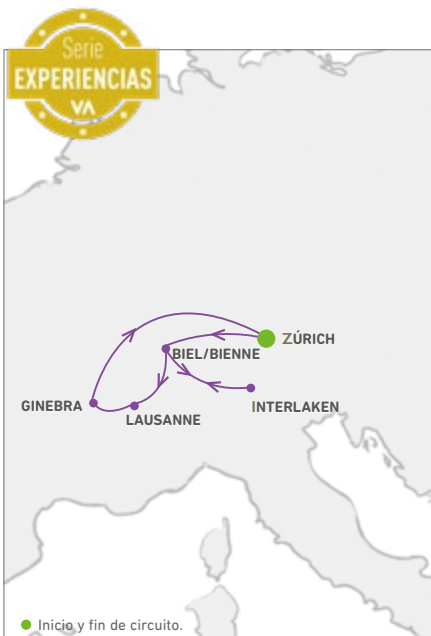 Serie
EXPERIENCIAS
VA
ZÚRICH
BIEL/BIENNE
GINEBRA
LAUSANNE
INTERLAKEN
Inicio y fin de circuito.